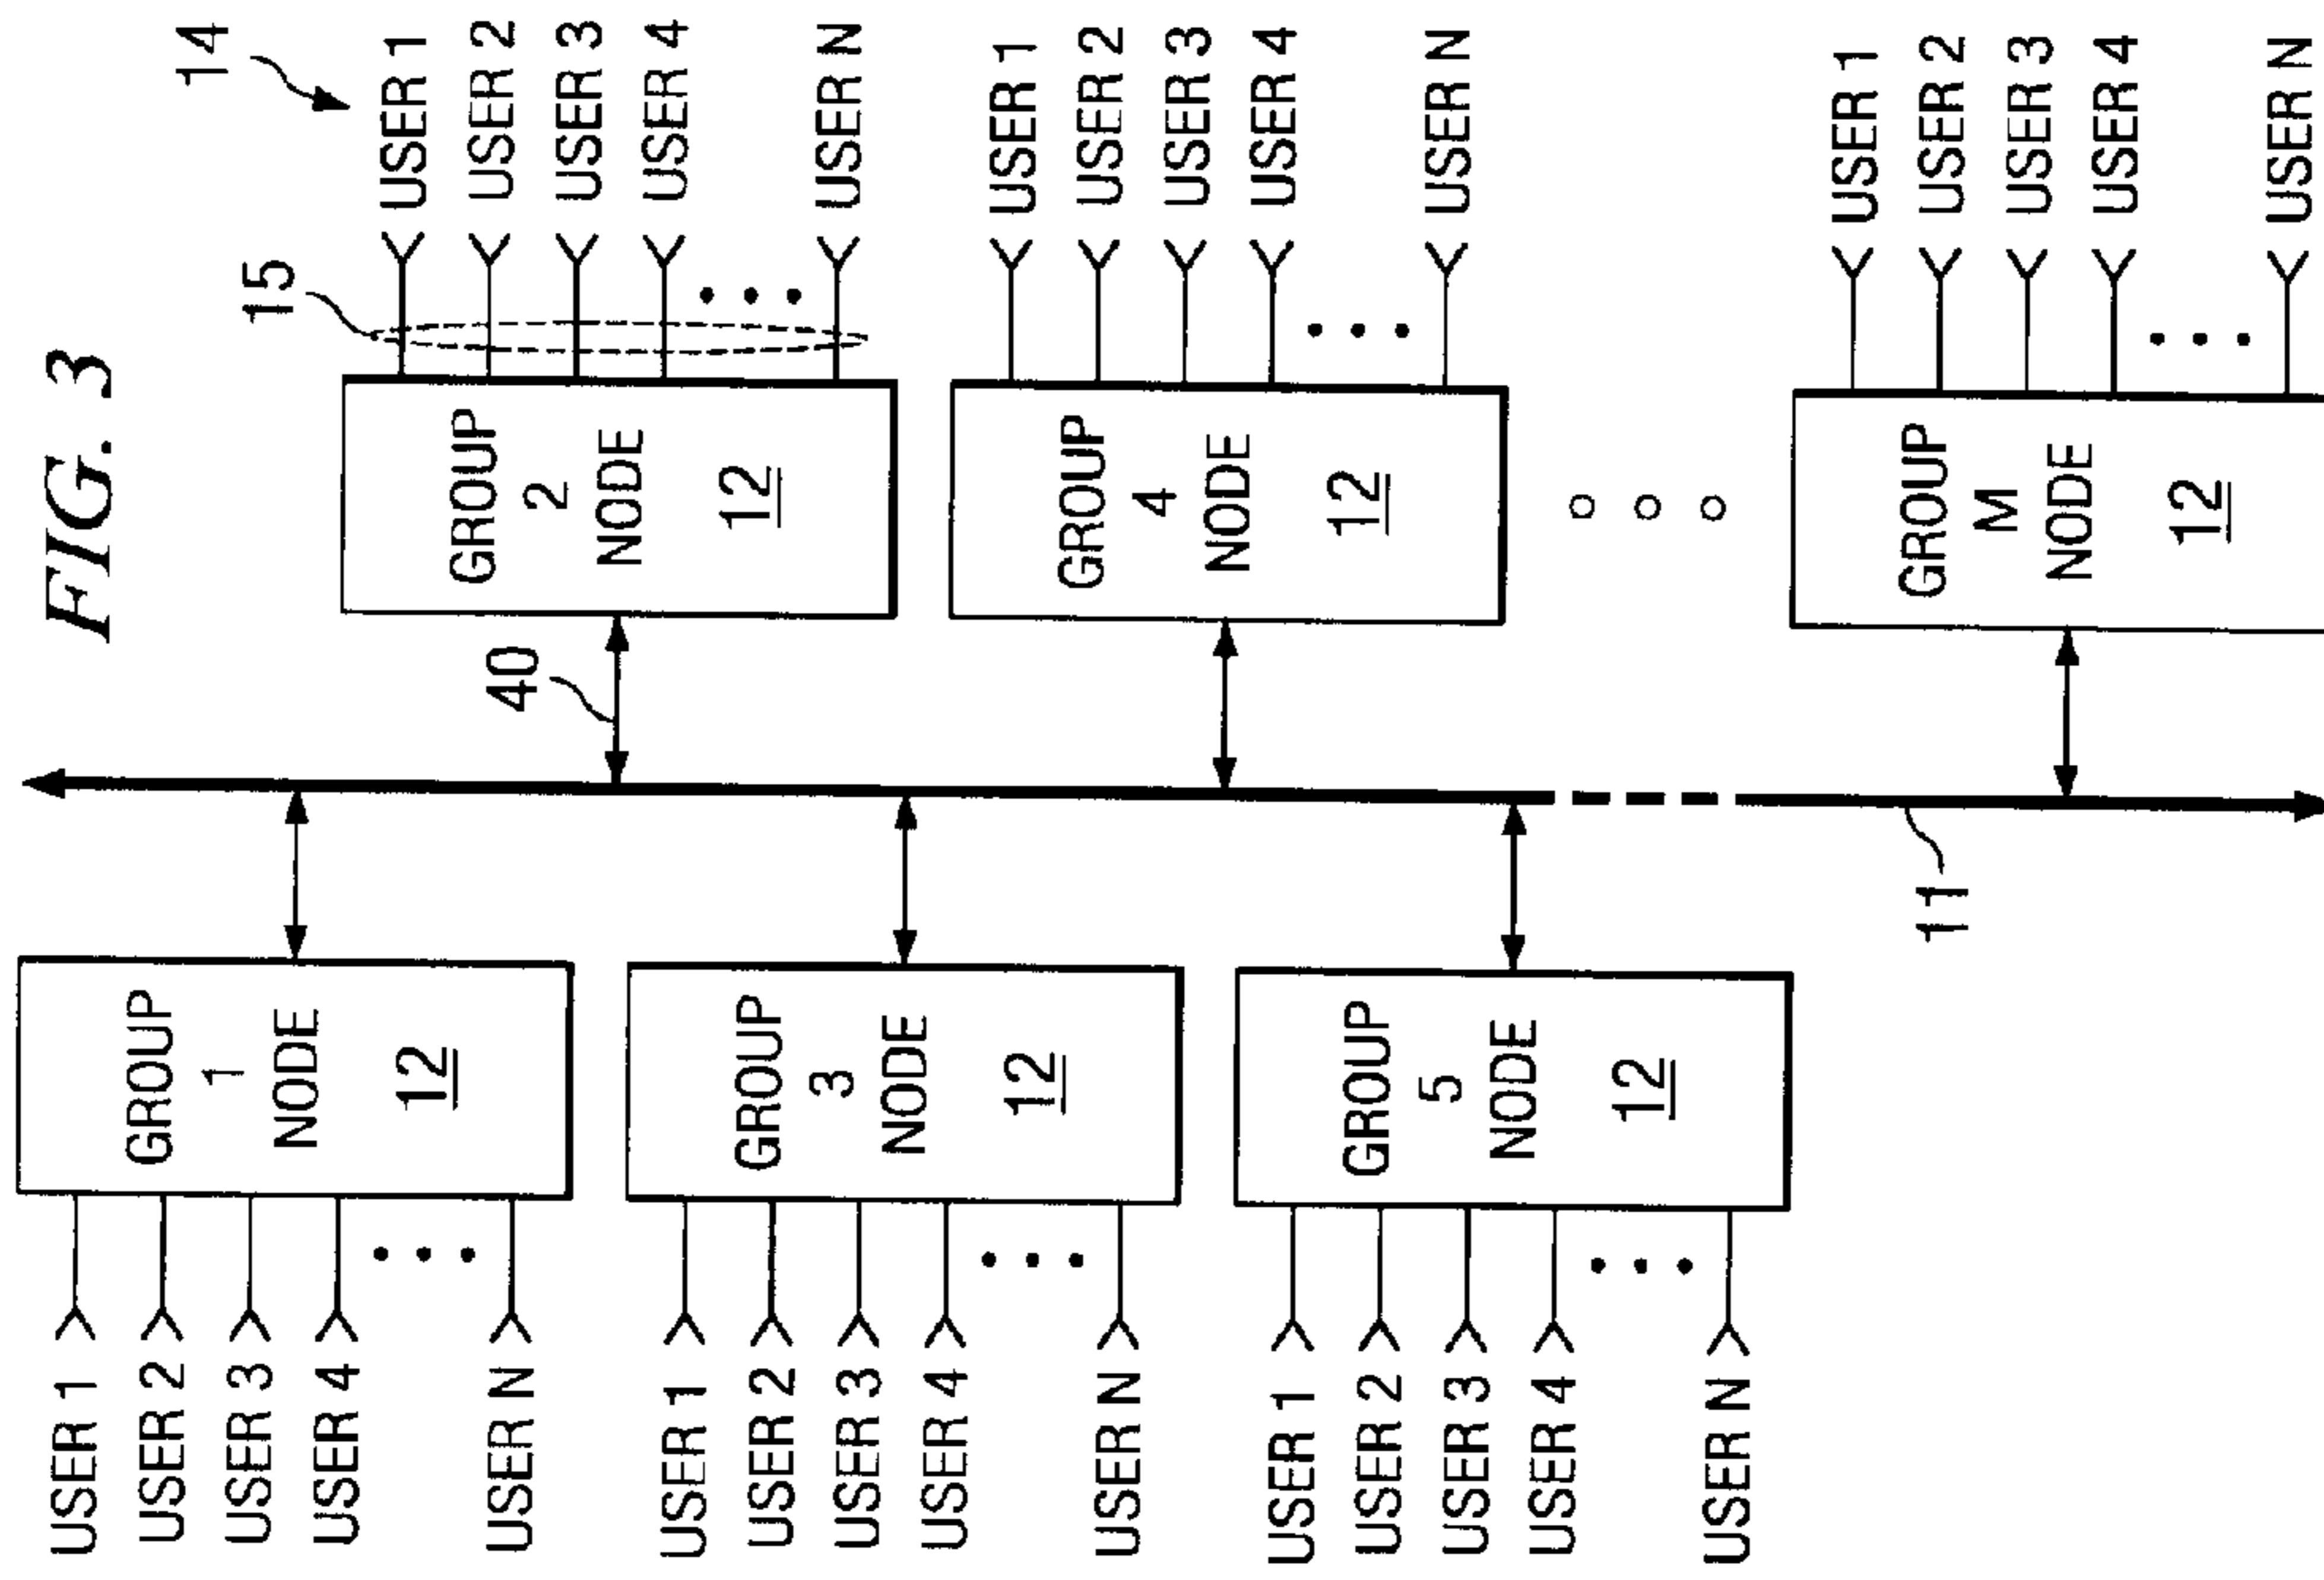 FIG. 3
14
15
USER 1
USER 2
USER 3
USER 4
USER N
GROUP
2
NODE
12
40
USER 1
USER 2
USER 3
USER 4
USER N
GROUP
4
NODE
12
USER 1
USER 2
USER 3
USER 4
USER N
GROUP
M
NODE
12
11
GROUP
1
NODE
12
USER 1
USER 2
USER 3
USER 4
USER N
GROUP
3
NODE
12
USER 1
USER 2
USER 3
USER 4
USER N
GROUP
5
NODE
12
USER 1
USER 2
USER 3
USER 4
USER N